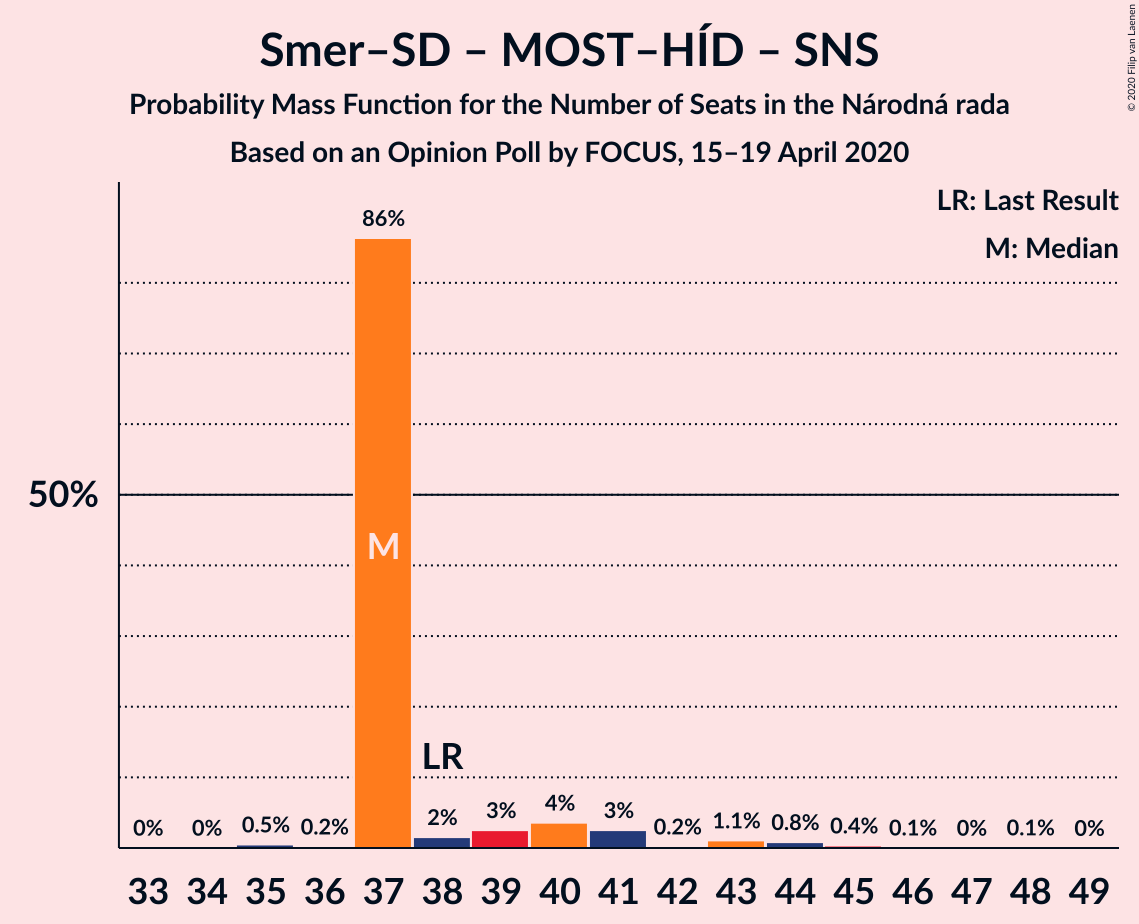 Smer–SD – MOST–HÍD – SNS
Probability Mass Function for the Number of Seats in the Národná rada
Based on an Opinion Poll by FOCUS, 15–19 April 2020
© 2020 Filip van Laenen
LR: Last Result
M: Median
50%
86%
M
LR
0% 0% 0.5% 0.2% 2% 3% 4% 3% 0.2% 1.1% 0.8% 0.4% 0.1% 0% 0.1% 0%
33 34 35 36 37 38 39 40 41 42 43 44 45 46 47 48 49